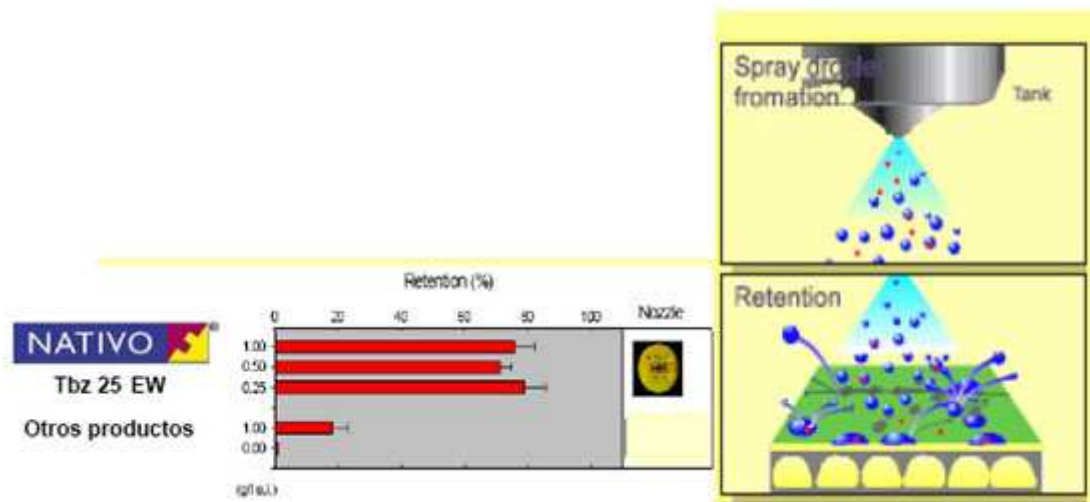 Spray droplet
fromation
Tank
Retention
Retention (%)
0 20 40 60 80 100
Nozzle
NATIVO
®
Tbz 25 EW
Otros productos
1.00
0.50
0.25
1.00
0.00
(g/l a.i.)